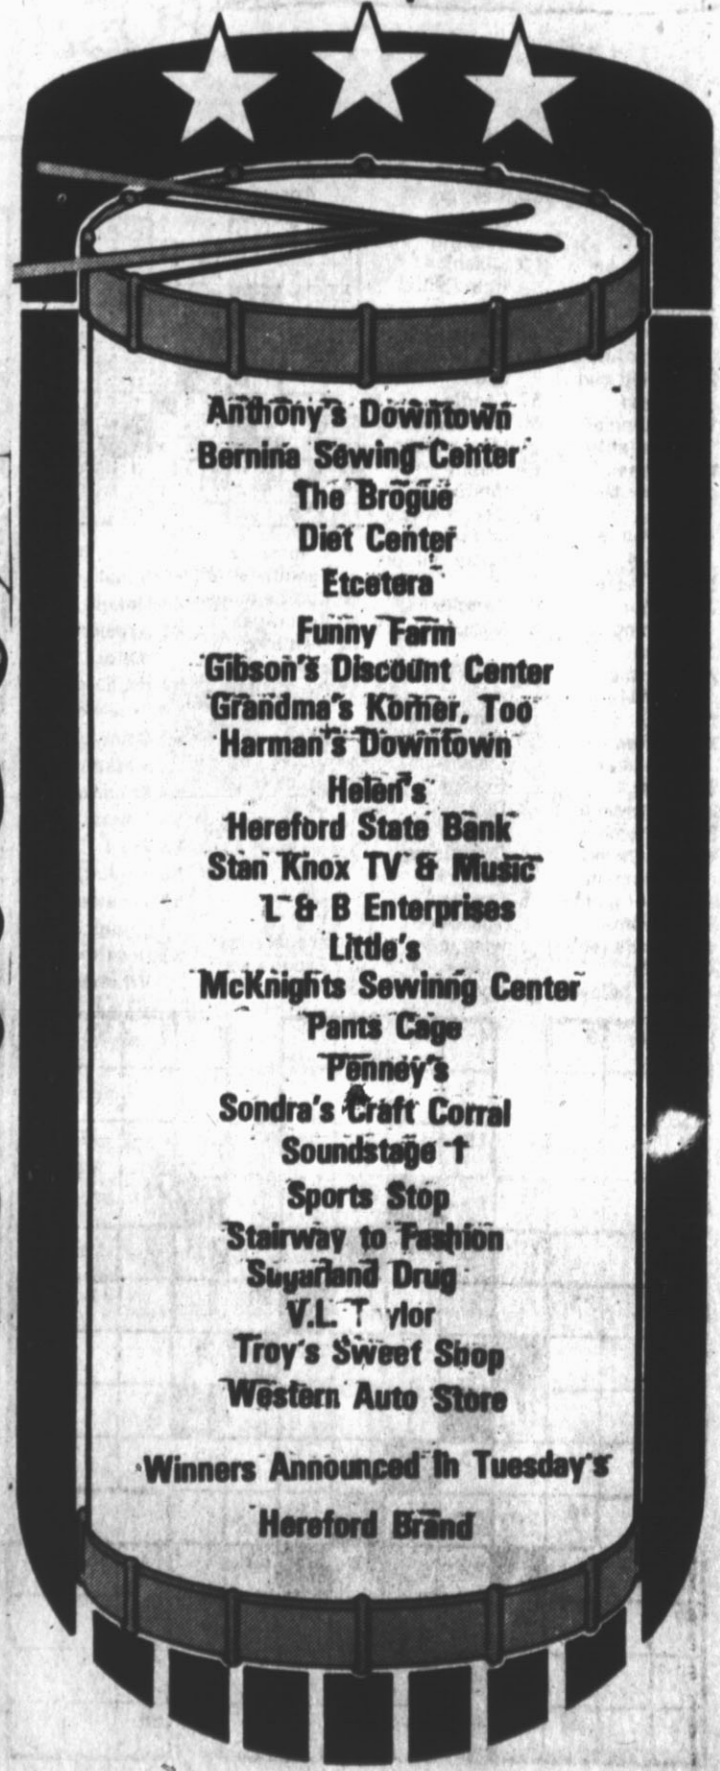 Anthony's Downtown
Bernina Sewing Center
The Brogue
Diet Center
Etcetera
Funny Farm
Gibson's Discount Center
Grandma's Korner, Too
Harman's Downtown
Helen's
Hereford State Bank
Stan Knox TV & Music
L & B Enterprises
Little's
McKnights Sewinng Center
Pants Cage
Penney's
Sondra's Craft Corral
Soundstage 1
Sports Stop
Stairway to Fashion
Sugarland Drug
V.L. T ylor
Troy's Sweet Shop
Western Auto Store
Winners Announced in Tuesday's
Hereford Brand